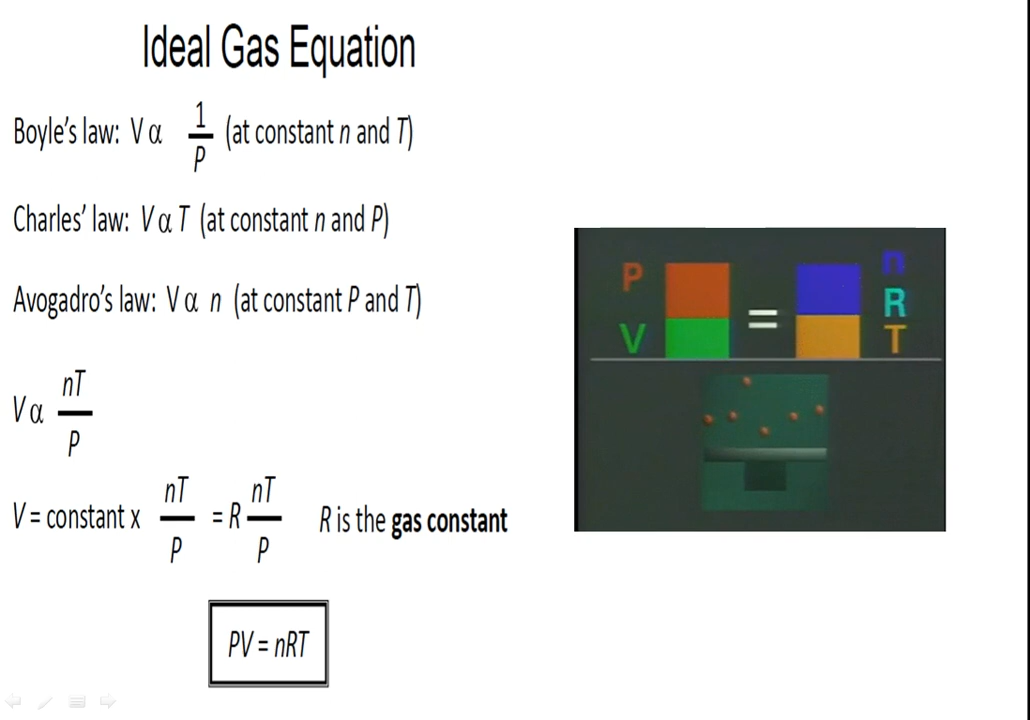 Ideal Gas Equation
Boyle's law: V α 1/P (at constant n and T)
Charles' law: V α T (at constant n and P)
Avogadro's law: V α n (at constant P and T)
V α nT/P
V = constant x nT/P = R nT/P R is the gas constant
PV = nRT
P = n
R
V T